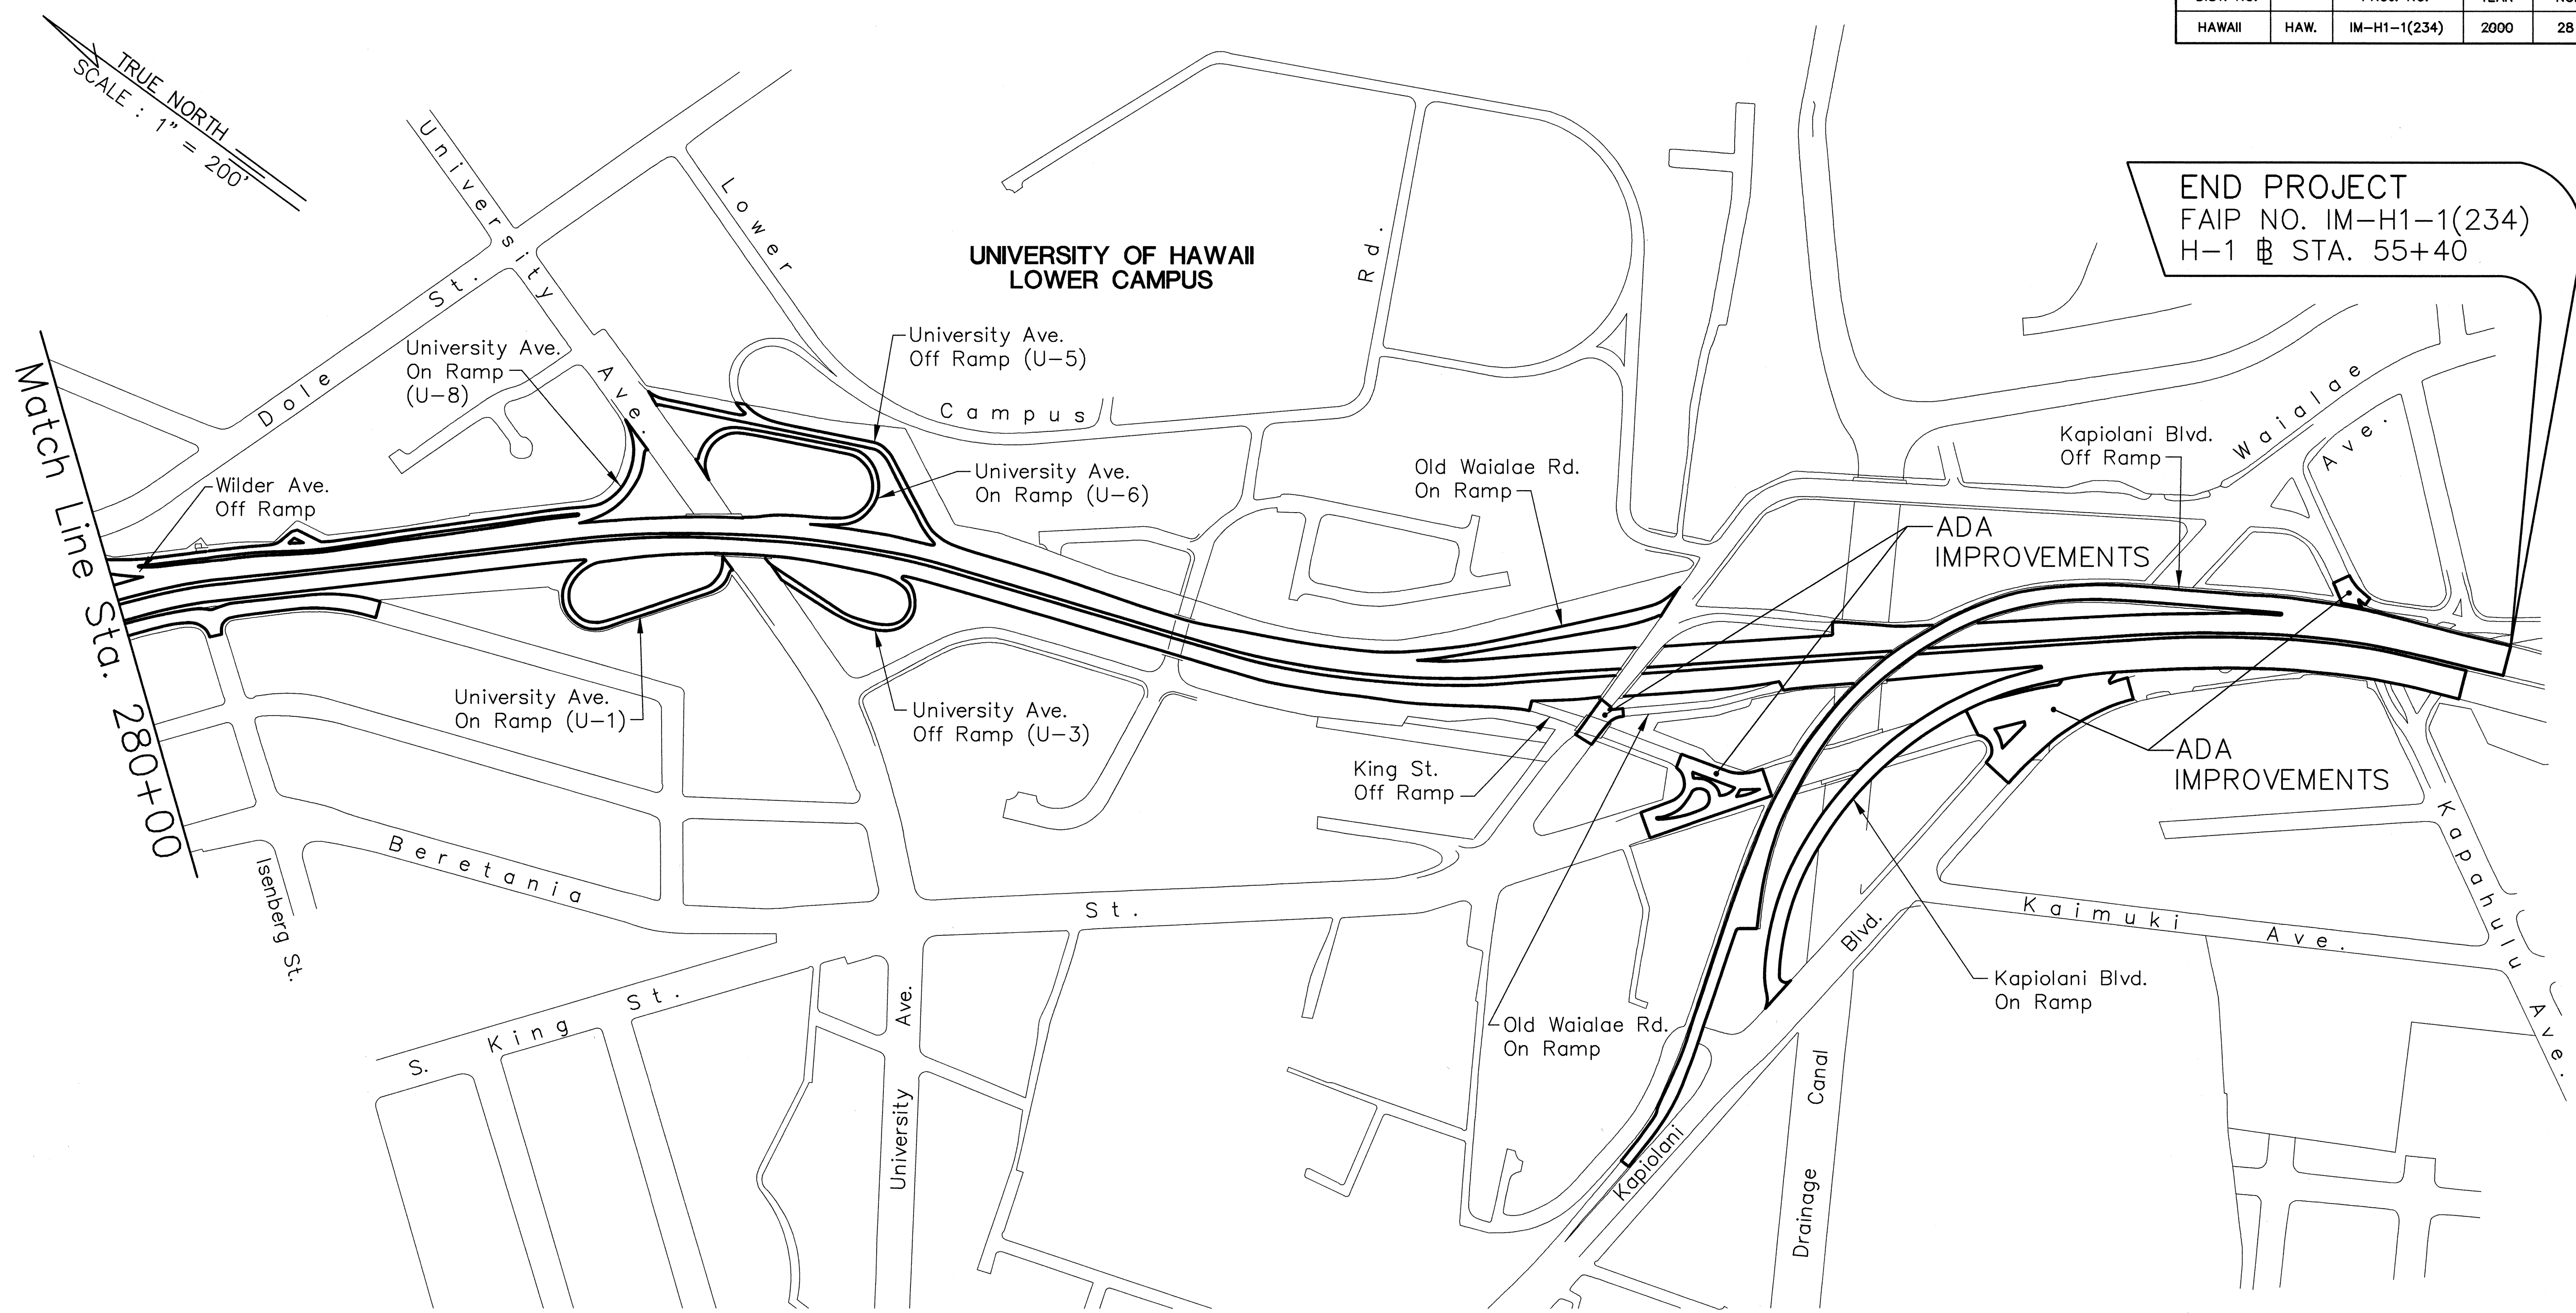 HAWAII HAW. IM-H1-1(234) 2000 28
TRUE NORTH
SCALE : 1" = 200'
END PROJECT
FAIP NO. IM-H1-1(234)
H-1 ⅊ STA. 55+40
University Ave.
Lower
UNIVERSITY OF HAWAII
LOWER CAMPUS
Rd.
Dole St.
University Ave.
On Ramp
(U-8)
University Ave.
Off Ramp (U-5)
Campus
Waialae Ave.
Kapiolani Blvd.
Off Ramp
Match Line Sta. 280+00
Wilder Ave.
Off Ramp
University Ave.
On Ramp (U-6)
Old Waialae Rd.
On Ramp
ADA
IMPROVEMENTS
University Ave.
On Ramp (U-1)
University Ave.
Off Ramp (U-3)
King St.
Off Ramp
ADA
IMPROVEMENTS
Isenberg St.
Beretania St.
Kaimuki Ave.
Kapahulu Ave.
Blvd.
Kapiolani Blvd.
On Ramp
S. King St.
Old Waialae Rd.
On Ramp
University Ave.
Kapiolani
Drainage Canal